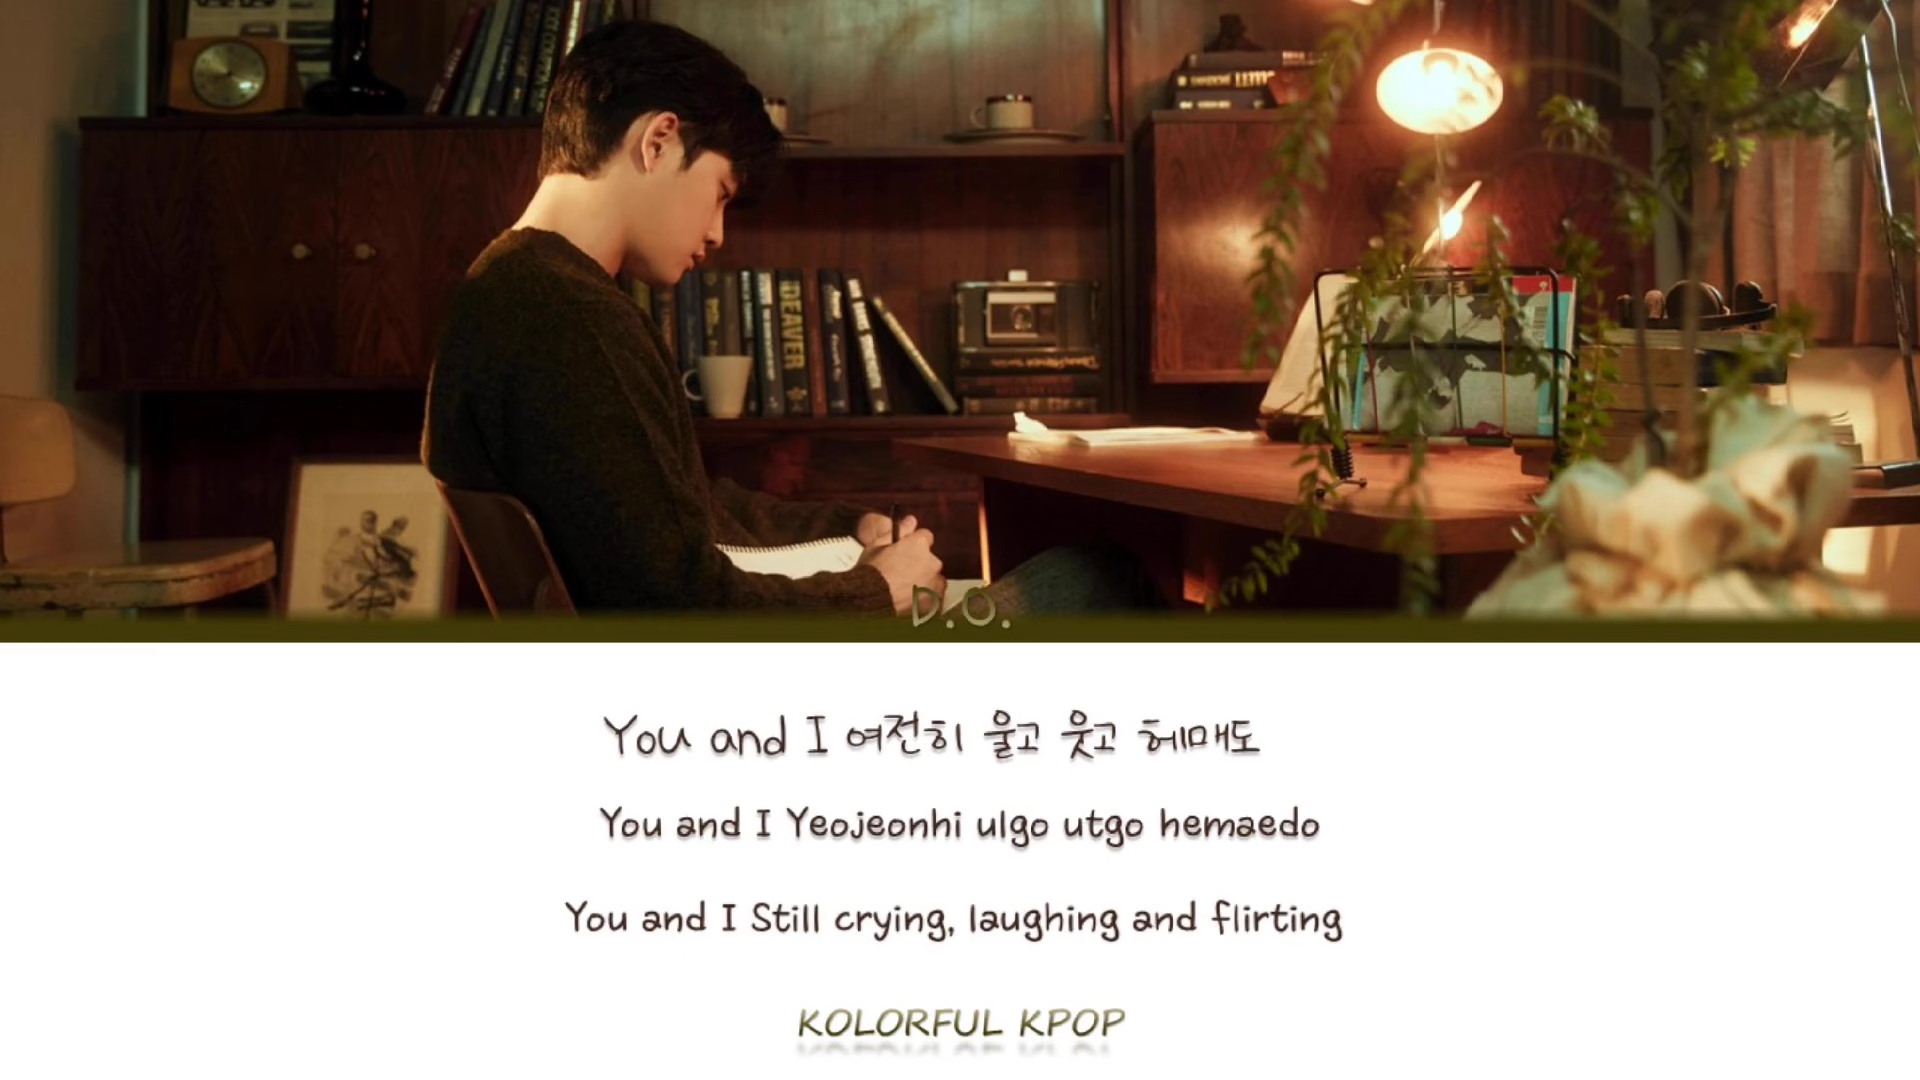 DEAVER
D.O.
You and I 여전히 울고 웃고 헤매도
You and I Yeojeonhi ulgo utgo hemaedo
You and I Still crying, laughing and flirting
KOLORFUL KPOP